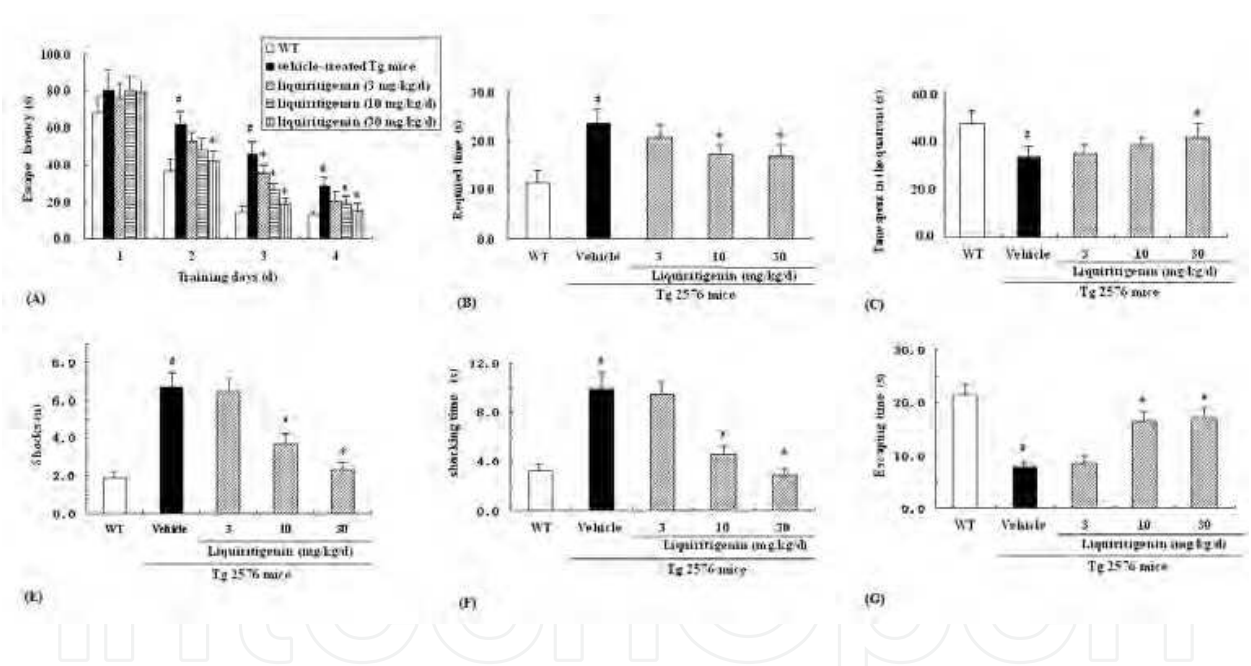 WT
vehicle-treated Tg mice
liquiritigenin (3 mg/kg/d)
liquiritigenin (10 mg/kg/d)
liquiritigenin (30 mg/kg/d)
Escape latency (s)
100.0
80.0
60.0
40.0
20.0
0.0
# # #
* * * * * *
1 2 3 4
Training days (d)
(A)
Required time (s)
30.0
20.0
10.0
0.0
# * *
WT Vehicle 3 10 30
Liquiritigenin (mg/kg/d)
Tg 2576 mice
(B)
Time spent in the quadrant (s)
60.0
40.0
20.0
0.0
# *
WT Vehicle 3 10 30
Liquiritigenin (mg/kg/d)
Tg 2576 mice
(C)
Shocks (n)
8.0
6.0
4.0
2.0
0.0
# * *
WT Vehicle 3 10 30
Liquiritigenin (mg/kg/d)
Tg 2576 mice
(E)
shocking time (s)
12.0
8.0
4.0
0.0
# * *
WT Vehicle 3 10 30
Liquiritigenin (mg/kg/d)
Tg 2576 mice
(F)
Escaping time (s)
30.0
20.0
10.0
0.0
# * *
WT Vehicle 3 10 30
Liquiritigenin (mg/kg/d)
Tg 2576 mice
(G)
intechopen